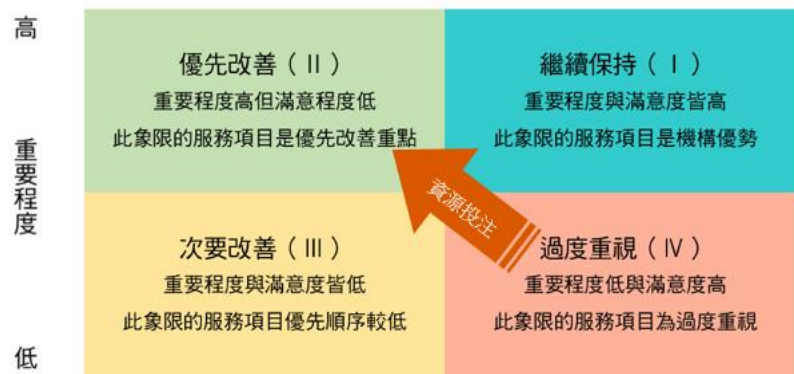 高
重要程度
低
優先改善（Ⅱ）
重要程度高但滿意程度低
此象限的服務項目是優先改善重點
繼續保持（Ⅰ）
重要程度與滿意度皆高
此象限的服務項目是機構優勢
資源投注
次要改善（Ⅲ）
重要程度與滿意度皆低
此象限的服務項目優先順序較低
過度重視（Ⅳ）
重要程度低與滿意度高
此象限的服務項目為過度重視